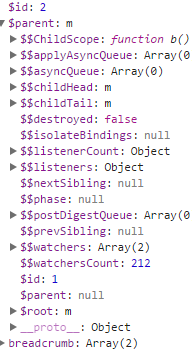 $id: 2
▼ $parent: m
▶ $$ChildScope: function b()
▶ $$applyAsyncQueue: Array(0
▶ $$asyncQueue: Array(0)
▶ $$childHead: m
▶ $$childTail: m
$$destroyed: false
$$isolateBindings: null
▶ $$listenerCount: Object
▶ $$listeners: Object
$$nextSibling: null
$$phase: null
▶ $$postDigestQueue: Array(0
$$prevSibling: null
▶ $$watchers: Array(2)
$$watchersCount: 212
$id: 1
$parent: null
▶ $root: m
▶ __proto__: Object
▶ breadcrumb: Array(2)